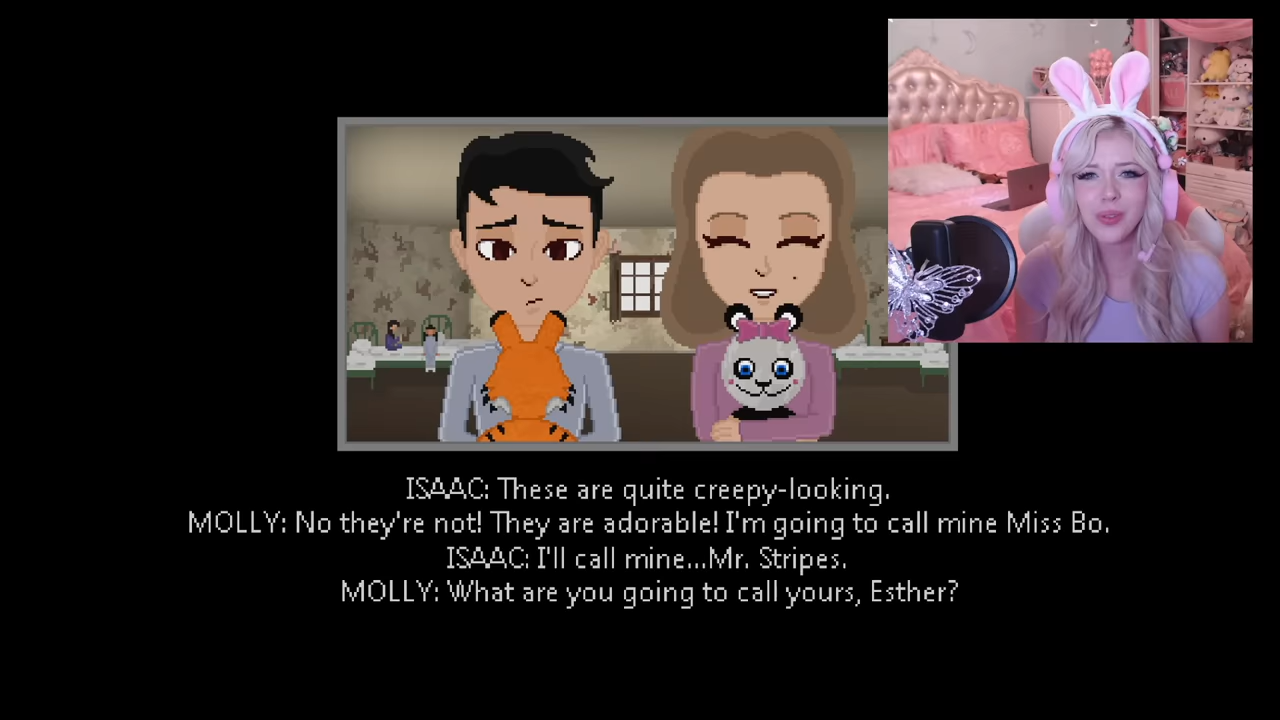 ISAAC: These are quite creepy-looking.
MOLLY: No they're not! They are adorable! I'm going to call mine Miss Bo.
ISAAC: I'll call mine...Mr. Stripes.
MOLLY: What are you going to call yours, Esther?